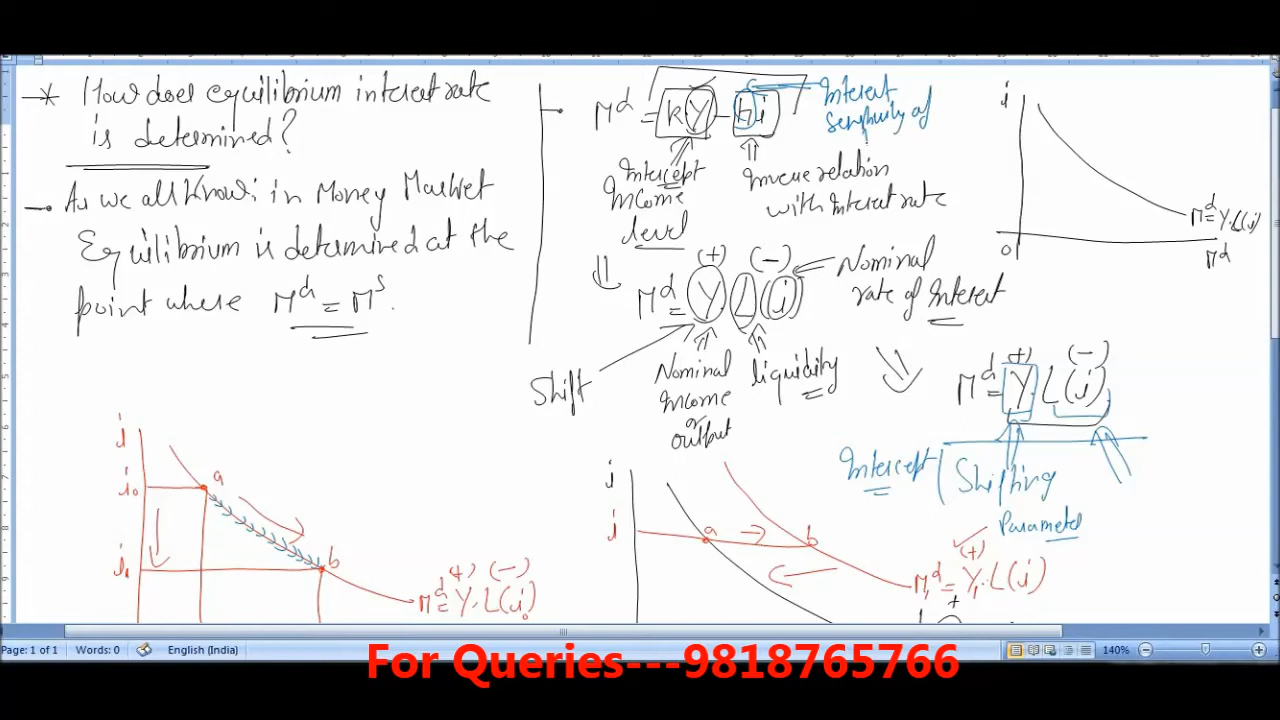 * How does equilibrium interest rate
is determined?
As we all know: in Money Market
Equilibrium is determined at the
point where M^d = M^s.
M^d = kY - hi
Interest
sensitivity of
Intercept
Income
level
Inverse relation
with interest rate
(+) (-)
M^d = Y L (i)
Nominal
rate of interest
Shift
Nominal
Income
or
output
liquidity
i
M^d = Y.L(i)
0
M^d
(+) (-)
M^d = Y L(i)
Intercept
Shifting
Parameter
i
i₀
a
i₁
b
(+) (-)
M^d = Y.L(i)
i
i
a
b
(+)
M₁^d = Y₁.L(i)
+
Page: 1 of 1
Words: 0
English (India)
140%
For Queries---9818765766